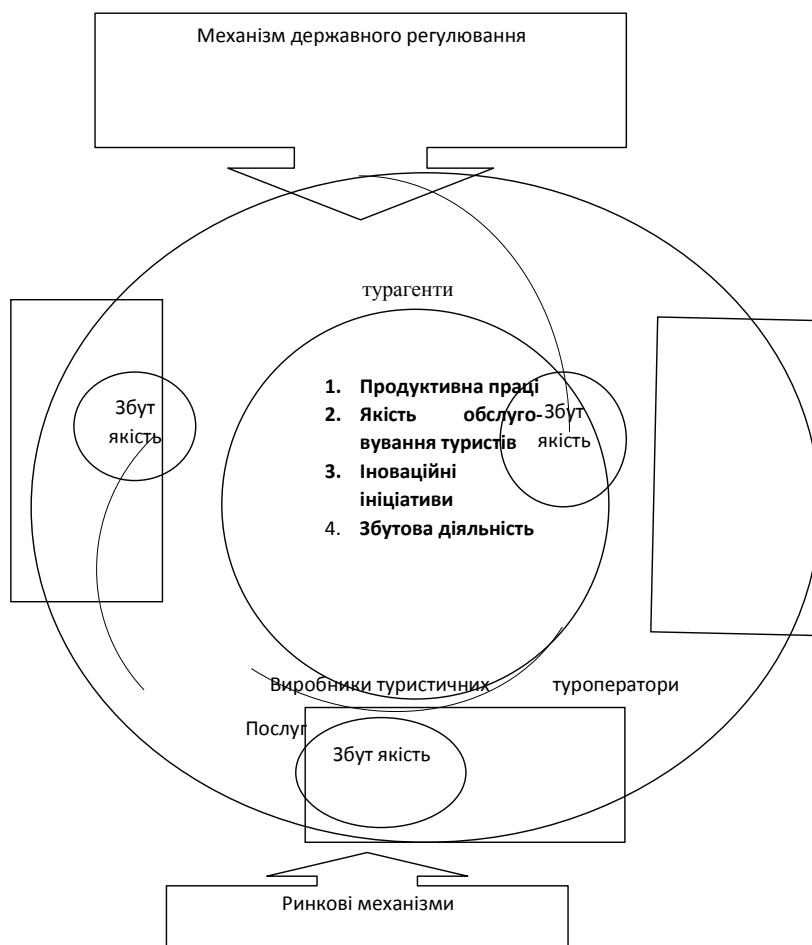 Механізм державного регулювання
турагенти
1. Продуктивна праці
2. Якість обслуго-
вування туристів
3. Іноваційні
ініціативи
4. Збутова діяльність
Збут
якість
Збут
якість
Виробники туристичних туроператори
Послуг
Збут якість
Ринкові механізми